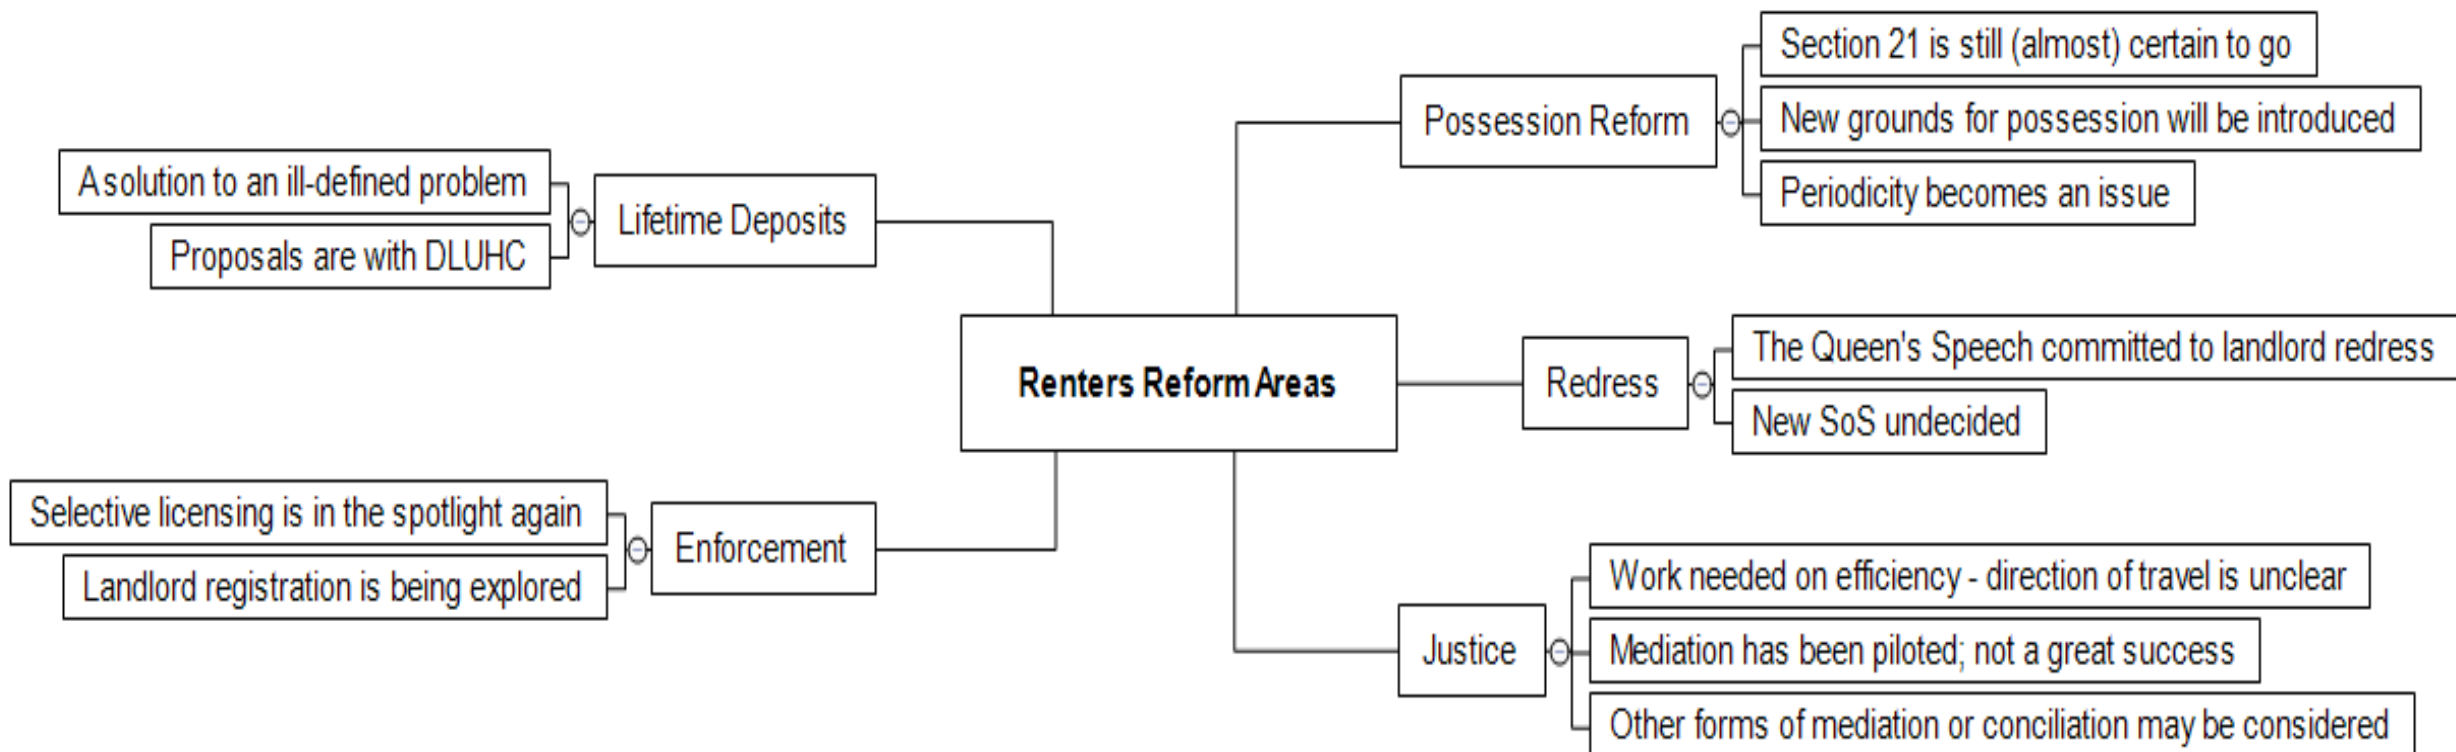 Renters Reform Areas
Possession Reform
Section 21 is still (almost) certain to go
New grounds for possession will be introduced
Periodicity becomes an issue
Redress
The Queen's Speech committed to landlord redress
New SoS undecided
Justice
Work needed on efficiency - direction of travel is unclear
Mediation has been piloted; not a great success
Other forms of mediation or conciliation may be considered
Lifetime Deposits
A solution to an ill-defined problem
Proposals are with DLUHC
Enforcement
Selective licensing is in the spotlight again
Landlord registration is being explored